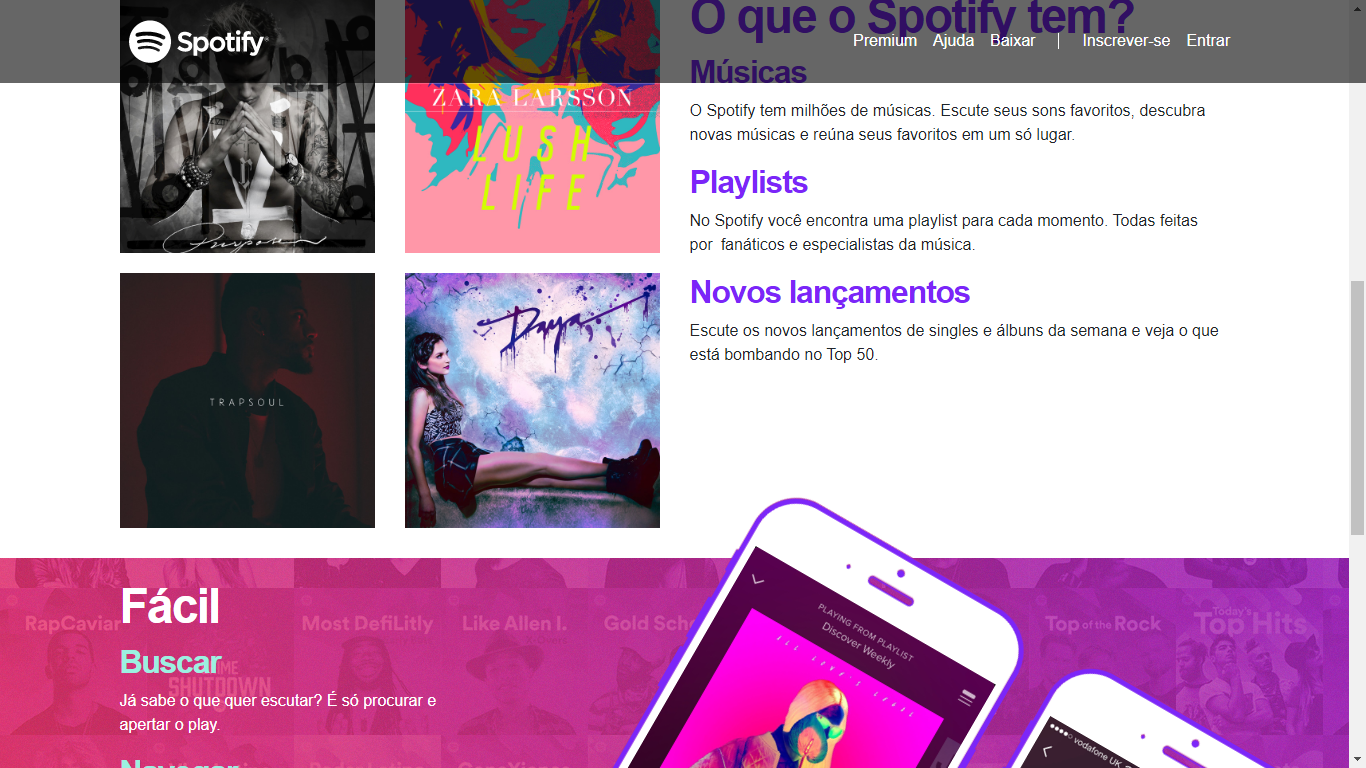 Spotify
Premium Ajuda Baixar | Inscrever-se Entrar
O que o Spotify tem?
Músicas
O Spotify tem milhões de músicas. Escute seus sons favoritos, descubra
novas músicas e reúna seus favoritos em um só lugar.
Playlists
No Spotify você encontra uma playlist para cada momento. Todas feitas
por fanáticos e especialistas da música.
Novos lançamentos
Escute os novos lançamentos de singles e álbuns da semana e veja o que
está bombando no Top 50.
Purpose
ZARA LARSSON
LUSH
LIFE
TRAPSOUL
Daya
Fácil
Buscar
Já sabe o que quer escutar? É só procurar e
apertar o play.
Navegar
RapCaviar
Most DefiLitly
Like Allen I.
Gold Scho
Top of the Rock
Today's
Top Hits
SHUTDOWN
PLAYING FROM PLAYLIST
Discover Weekly
vodafone UK